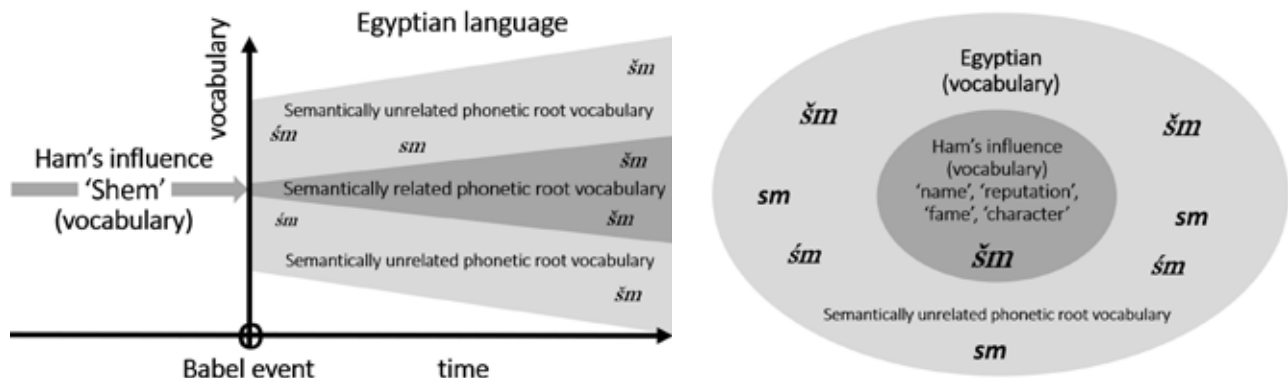 Egyptian language
vocabulary
šm
Semantically unrelated phonetic root vocabulary
śm
sm
Ham's influence
'Shem'
(vocabulary)
šm
Semantically related phonetic root vocabulary
śm
šm
Semantically unrelated phonetic root vocabulary
šm
Babel event
time
Egyptian
(vocabulary)
šm
šm
Ham's influence
(vocabulary)
'name', 'reputation',
'fame', 'character'
šm
sm
sm
śm
śm
Semantically unrelated phonetic root vocabulary
sm